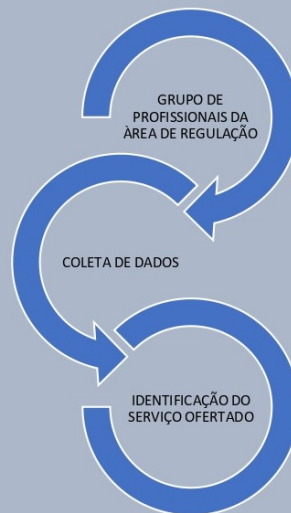 GRUPO DE
PROFISSIONAIS DA
ÀREA DE REGULAÇÃO
COLETA DE DADOS
IDENTIFICAÇÃO DO
SERVIÇO OFERTADO